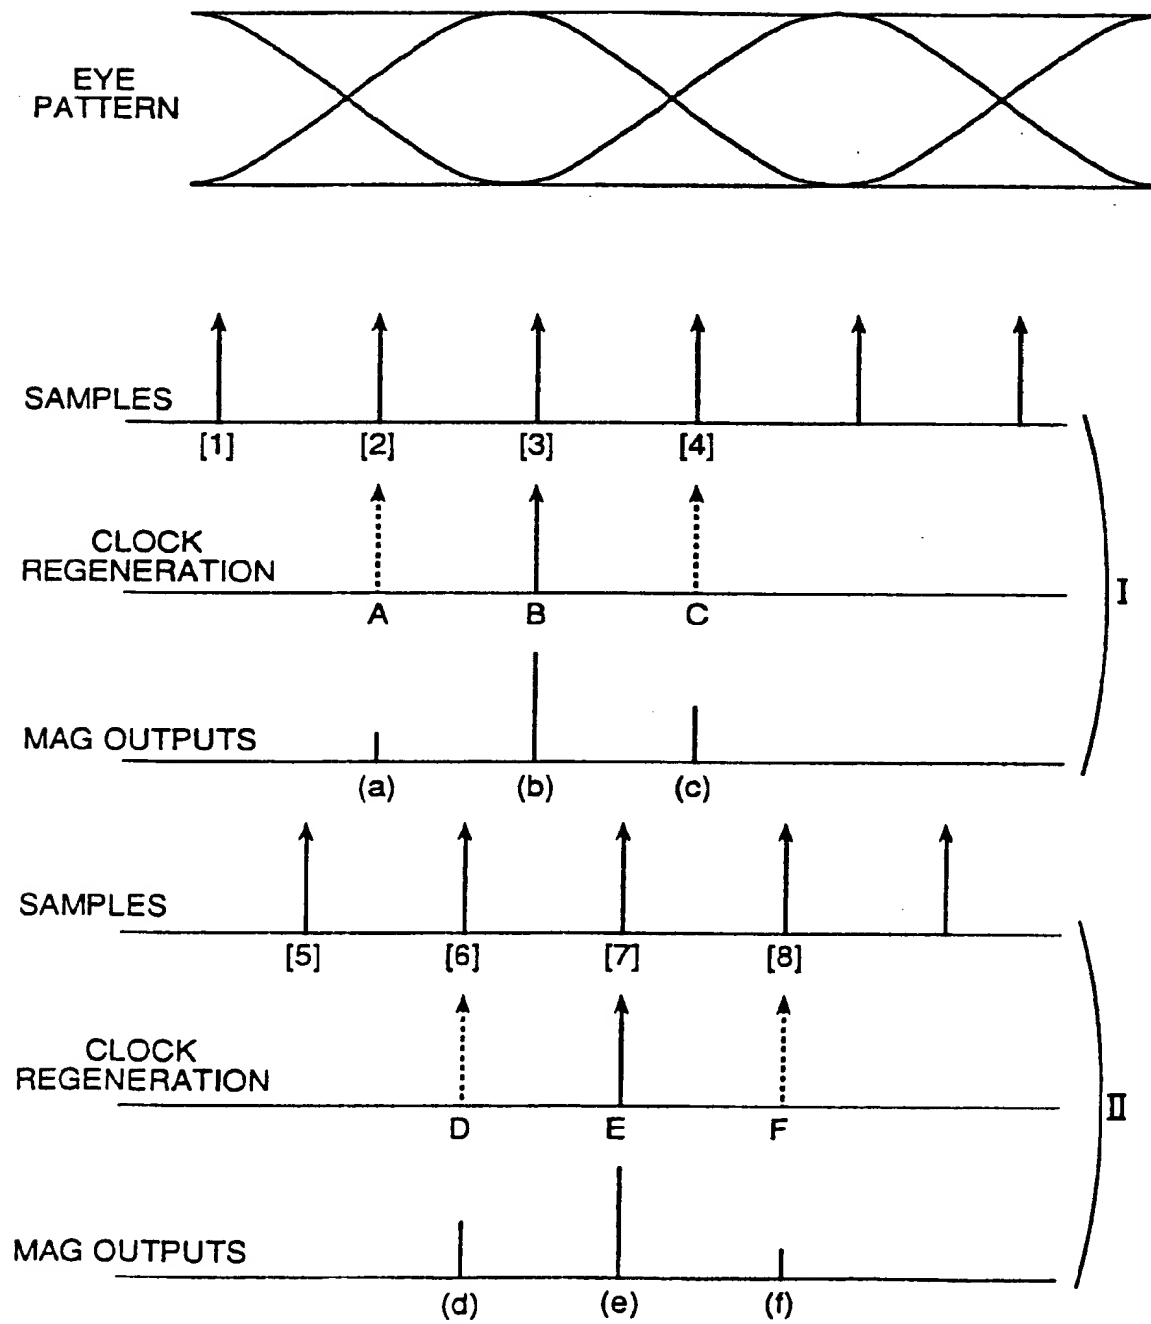 EYE
PATTERN
SAMPLES
[1] [2] [3] [4]
CLOCK
REGENERATION
A B C
I
MAG OUTPUTS
(a) (b) (c)
SAMPLES
[5] [6] [7] [8]
CLOCK
REGENERATION
D E F
II
MAG OUTPUTS
(d) (e) (f)